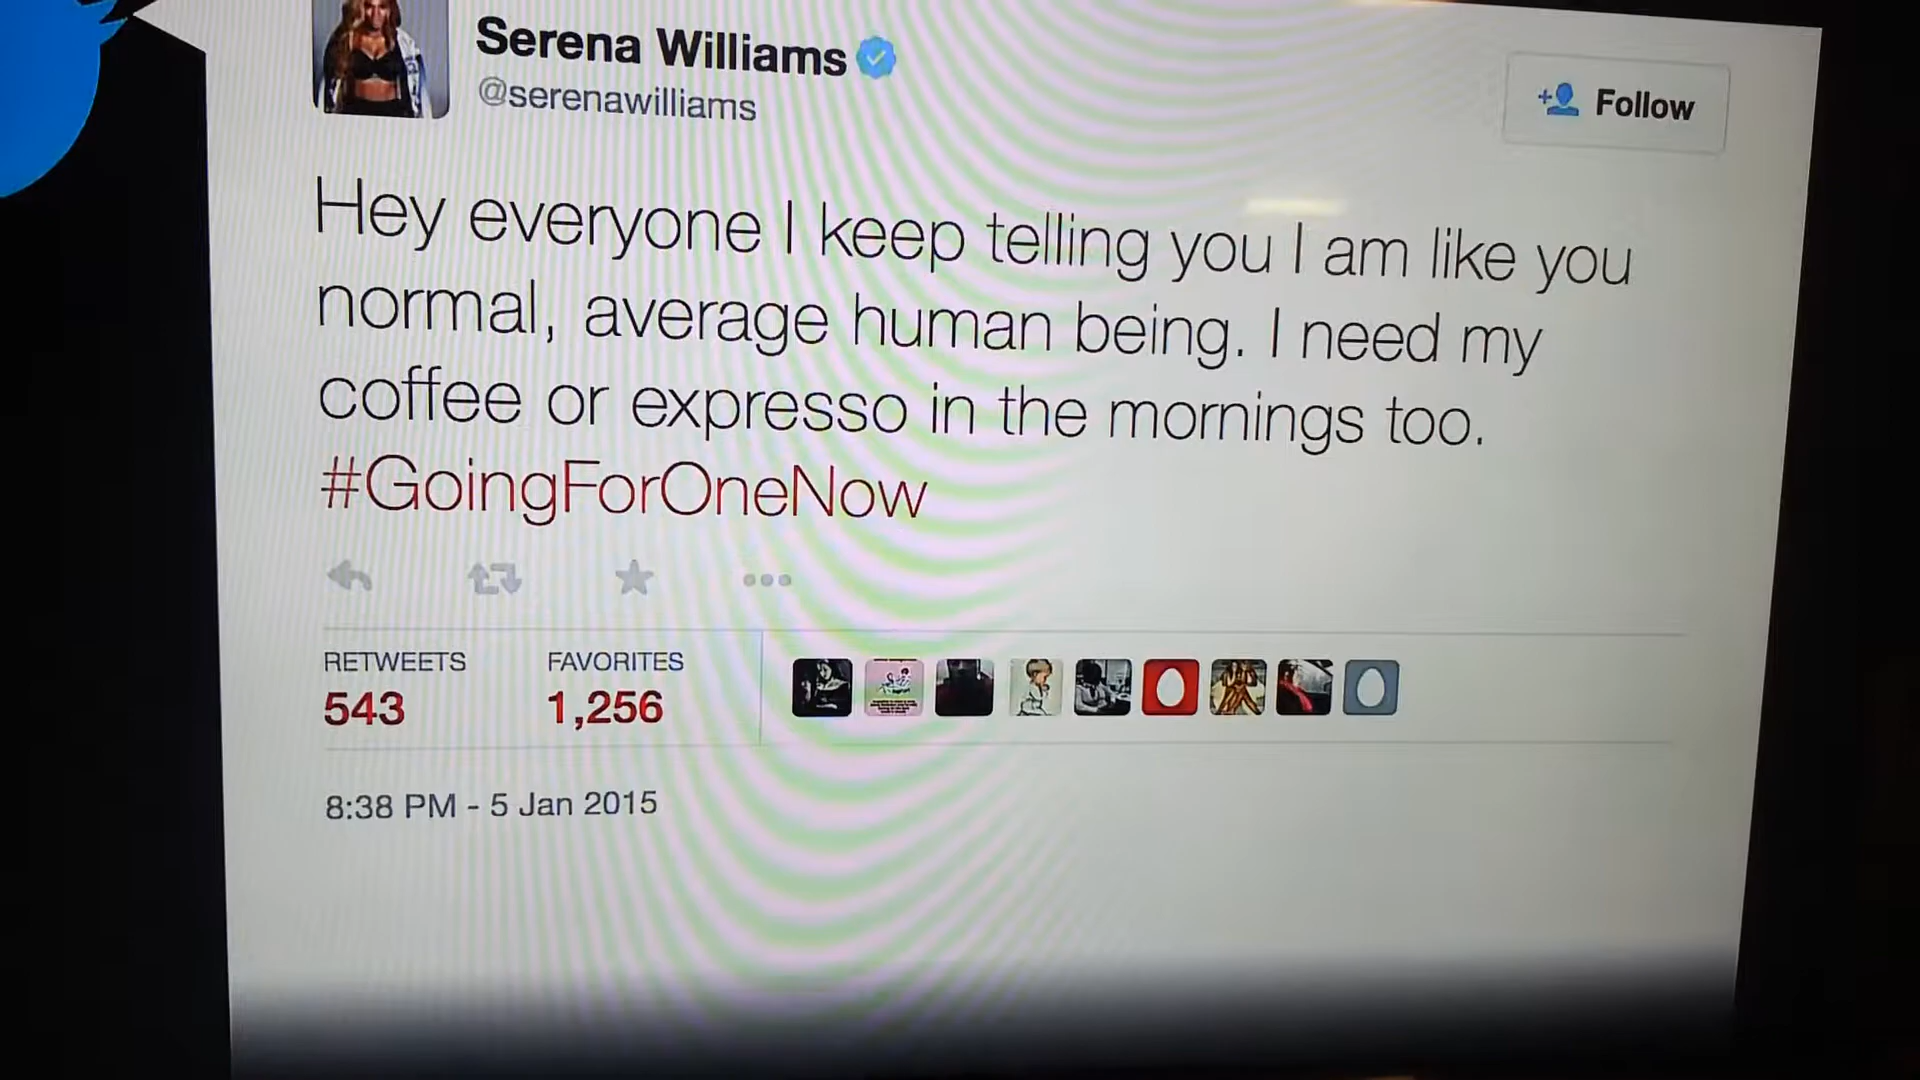 Serena Williams
@serenawilliams
Follow
Hey everyone I keep telling you I am like you
normal, average human being. I need my
coffee or expresso in the mornings too.
#GoingForOneNow
RETWEETS
543
FAVORITES
1,256
8:38 PM - 5 Jan 2015